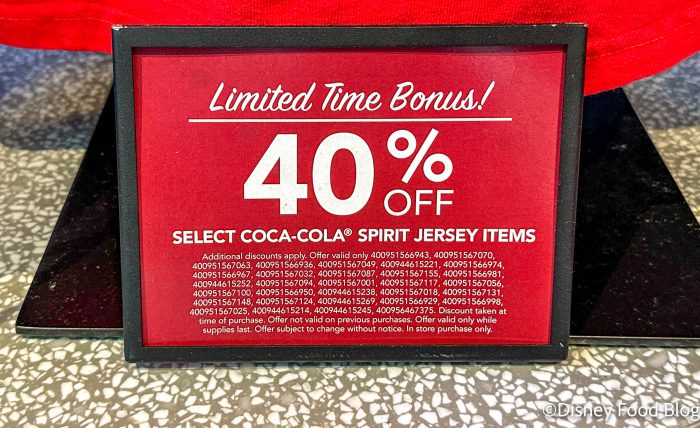 Limited Time Bonus!
40% OFF
SELECT COCA-COLA® SPIRIT JERSEY ITEMS
Additional discounts apply. Offer valid only 400951566943, 400951567070,
400951567063, 400951566936, 400951567049, 400944615221, 400951566974,
400951566967, 400951567032, 400951567087, 400951567155, 400951566981,
400944615252, 400951567094, 400951567001, 400951567117, 400951567056,
400951567100, 400951566950, 400944615238, 400951567018, 400951567131,
400951567148, 400951567124, 400944615269, 400951566929, 400951566998,
400951567025, 400944615214, 400944615245, 400956467375. Discount taken at
time of purchase. Offer not valid on previous purchases. Offer valid only while
supplies last. Offer subject to change without notice. In store purchase only.
©Disney Food Blog